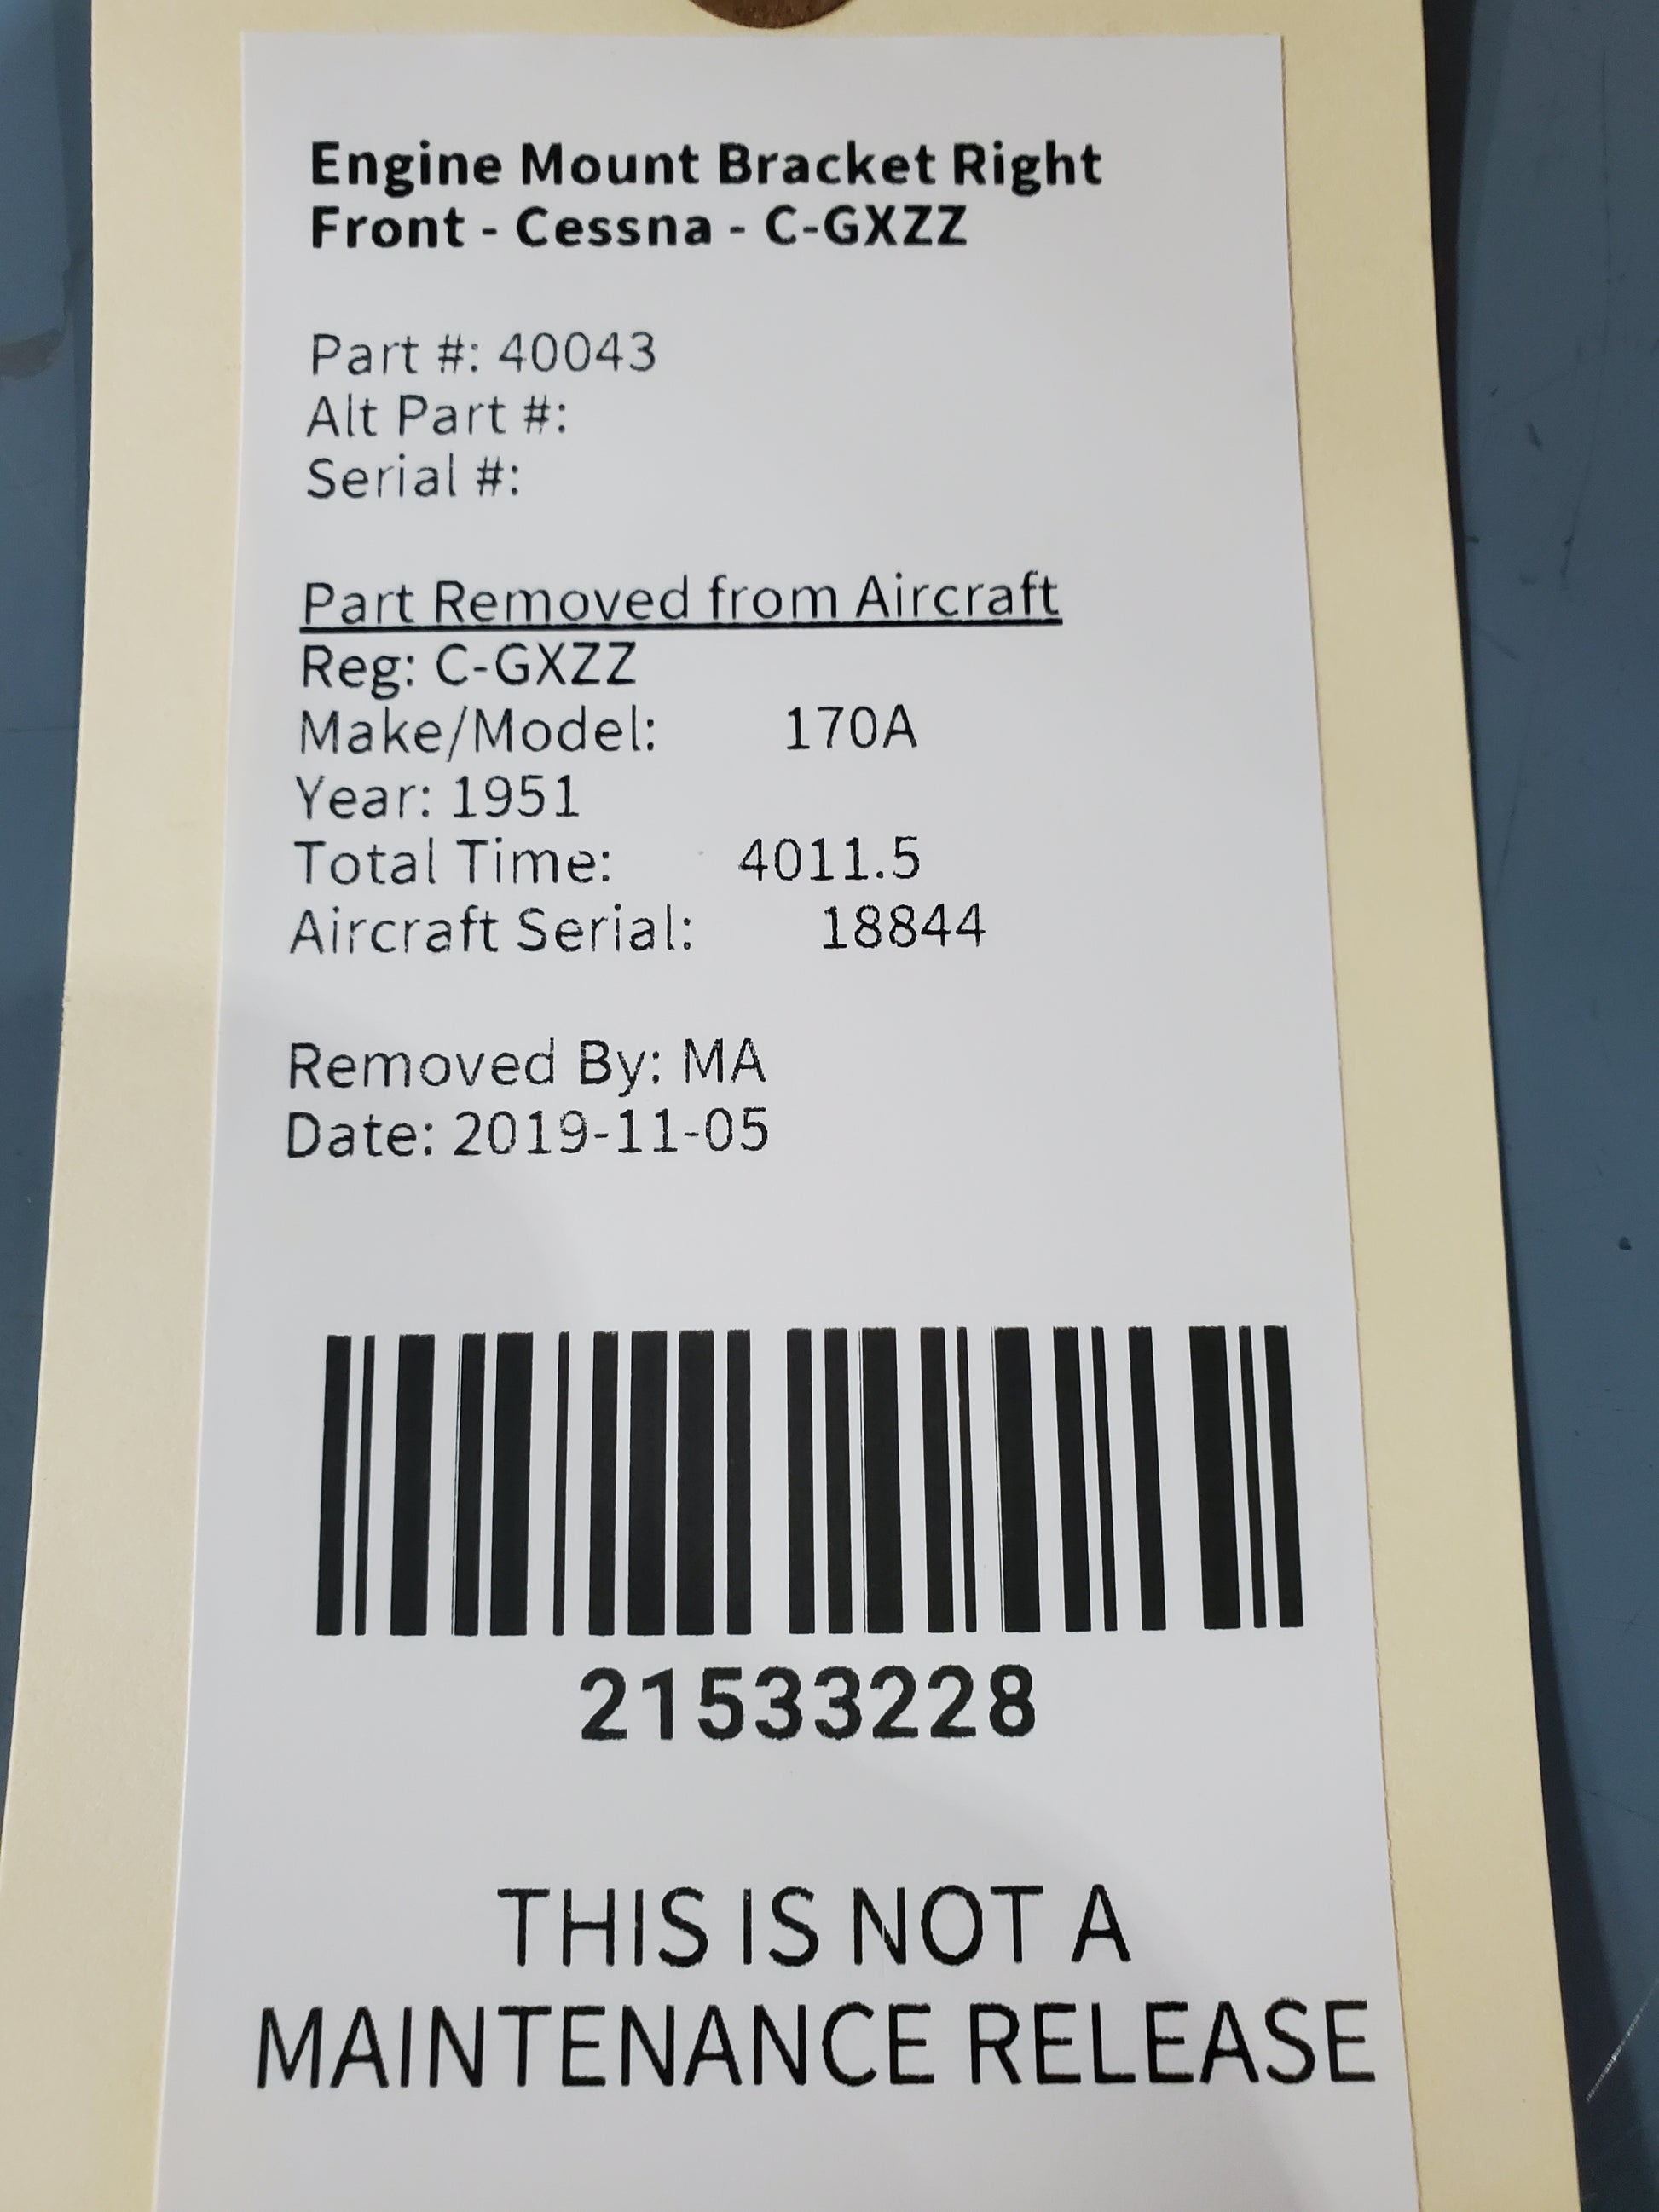 Engine Mount Bracket Right
Front - Cessna - C-GXZZ
Part #: 40043
Alt Part #:
Serial #:
Part Removed from Aircraft
Reg: C-GXZZ
Make/Model: 170A
Year: 1951
Total Time: 4011.5
Aircraft Serial: 18844
Removed By: MA
Date: 2019-11-05
21533228
THIS IS NOT A
MAINTENANCE RELEASE